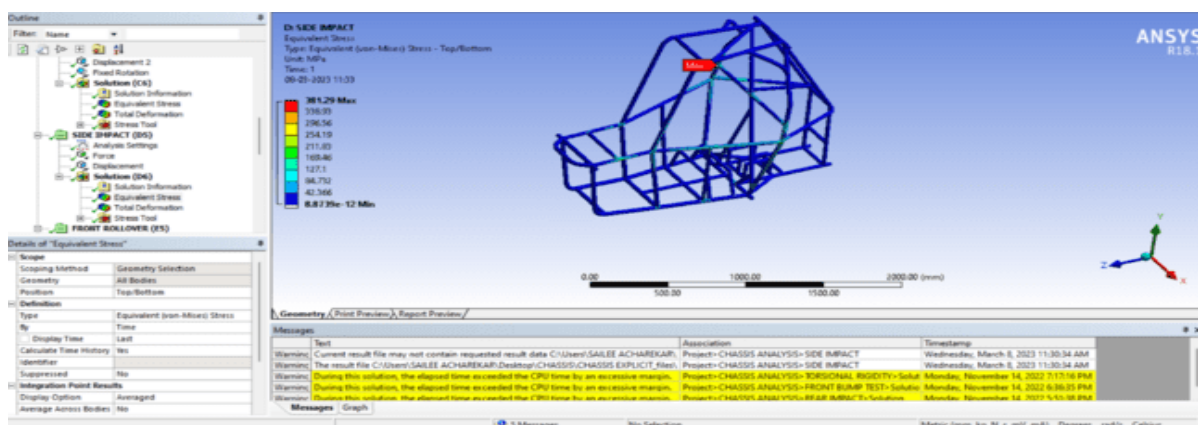 Outline
Filter: Name
Displacement 2
Fixed Rotation
Solution (C6)
Solution Information
Equivalent Stress
Total Deformation
Stress Tool
SIDE IMPACT (D5)
Analysis Settings
Force
Displacement
Solution (D6)
Solution Information
Equivalent Stress
Total Deformation
Stress Tool
FRONT ROLLOVER (E5)
Details of "Equivalent Stress"
Scope
Scoping Method Geometry Selection
Geometry All Bodies
Position Top/Bottom
Definition
Type Equivalent (von-Mises) Stress
By Time
Display Time Last
Calculate Time History Yes
Identifier
Suppressed No
Integration Point Results
Display Option Averaged
Average Across Bodies No
D: SIDE IMPACT
Equivalent Stress
Type: Equivalent (von-Mises) Stress - Top/Bottom
Unit: MPa
Time: 1
08-03-2023 11:33
381.29 Max
338.93
296.56
254.19
211.83
169.46
127.1
84.732
42.366
8.8739e-12 Min
Max
ANSYS
R18.
0.00 1000.00 2000.00 (mm)
500.00 1500.00
Y
Z
X
Geometry Print Preview Report Preview
Messages
Text Association Timestamp
Warning Current result file may not contain requested result data C:\Users\SAILEE ACHAREKAR\ Project>CHASSIS ANALYSIS>SIDE IMPACT Wednesday, March 8, 2023 11:30:34 AM
Warning The result file C:\Users\SAILEE ACHAREKAR\Desktop\CHASSIS\CHASSIS EXPLICIT_files\ Project>CHASSIS ANALYSIS>SIDE IMPACT Wednesday, March 8, 2023 11:30:34 AM
Warning During this solution, the elapsed time exceeded the CPU time by an excessive margin. Project>CHASSIS ANALYSIS>TORSIONAL RIGIDITY>Solut Monday, November 14, 2022 7:17:16 PM
Warning During this solution, the elapsed time exceeded the CPU time by an excessive margin. Project>CHASSIS ANALYSIS>FRONT BUMP TEST>Solutio Monday, November 14, 2022 6:36:35 PM
Warning During this solution, the elapsed time exceeded the CPU time by an excessive margin. Project>CHASSIS ANALYSIS>REAR IMPACT>Solution Monday, November 14, 2022 5:51:38 PM
Messages Graph
Messages No Selection